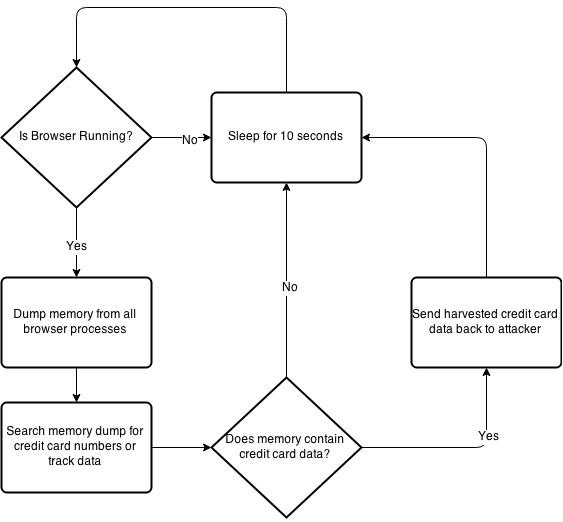 Is Browser Running?
No
Sleep for 10 seconds
Yes
Dump memory from all
browser processes
No
Send harvested credit card
data back to attacker
Search memory dump for
credit card numbers or
track data
Does memory contain
credit card data?
Yes